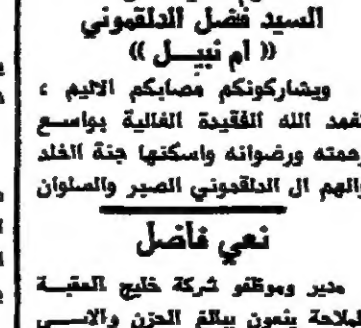 السيد فضل الدلقموني
(( ام نبيل ))
ويشاركونكم مصابكم الاليم ،
تغمد الله الفقيدة الغالية بواسع
رحمته ورضوانه واسكنها جنة الخلد
والهم ال الدلقموني الصبر والسلوان
نعي فاضل
مدير وموظفو شركة خليج العقبة
للملاحة ينعون ببالغ الحزن والاسى